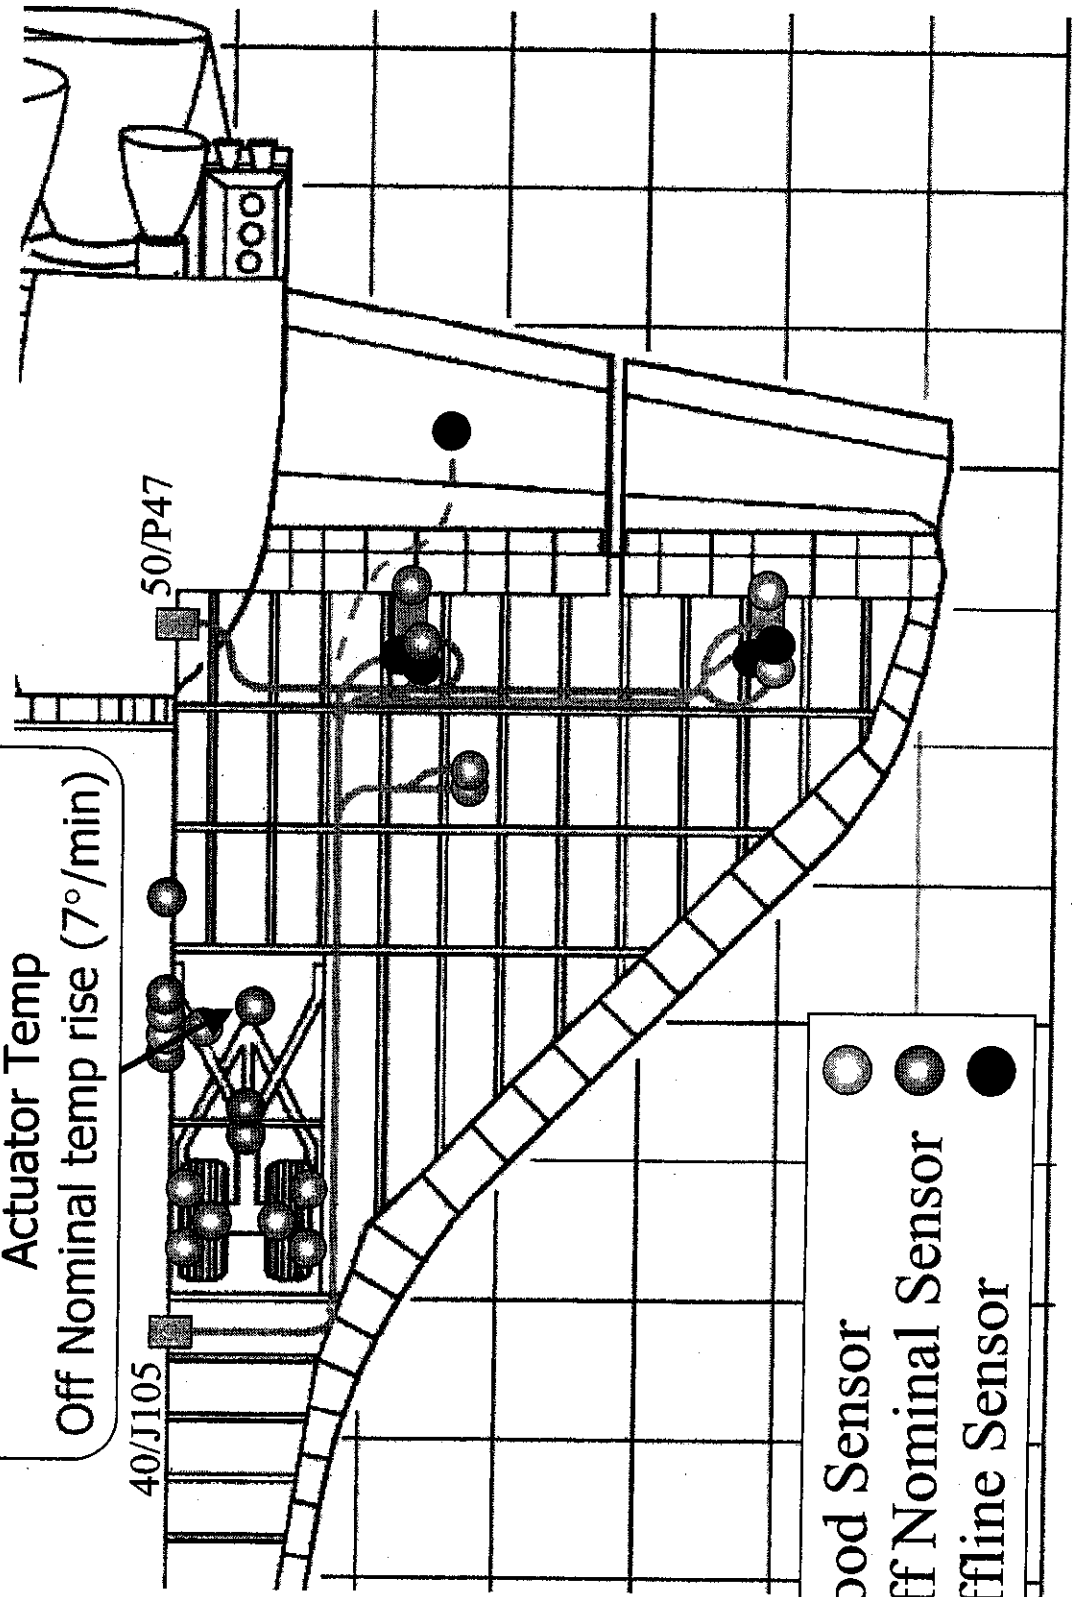 Actuator Temp
Off Nominal temp rise (7°/min)
50/P47
40/J105
ood Sensor
ff Nominal Sensor
ffline Sensor